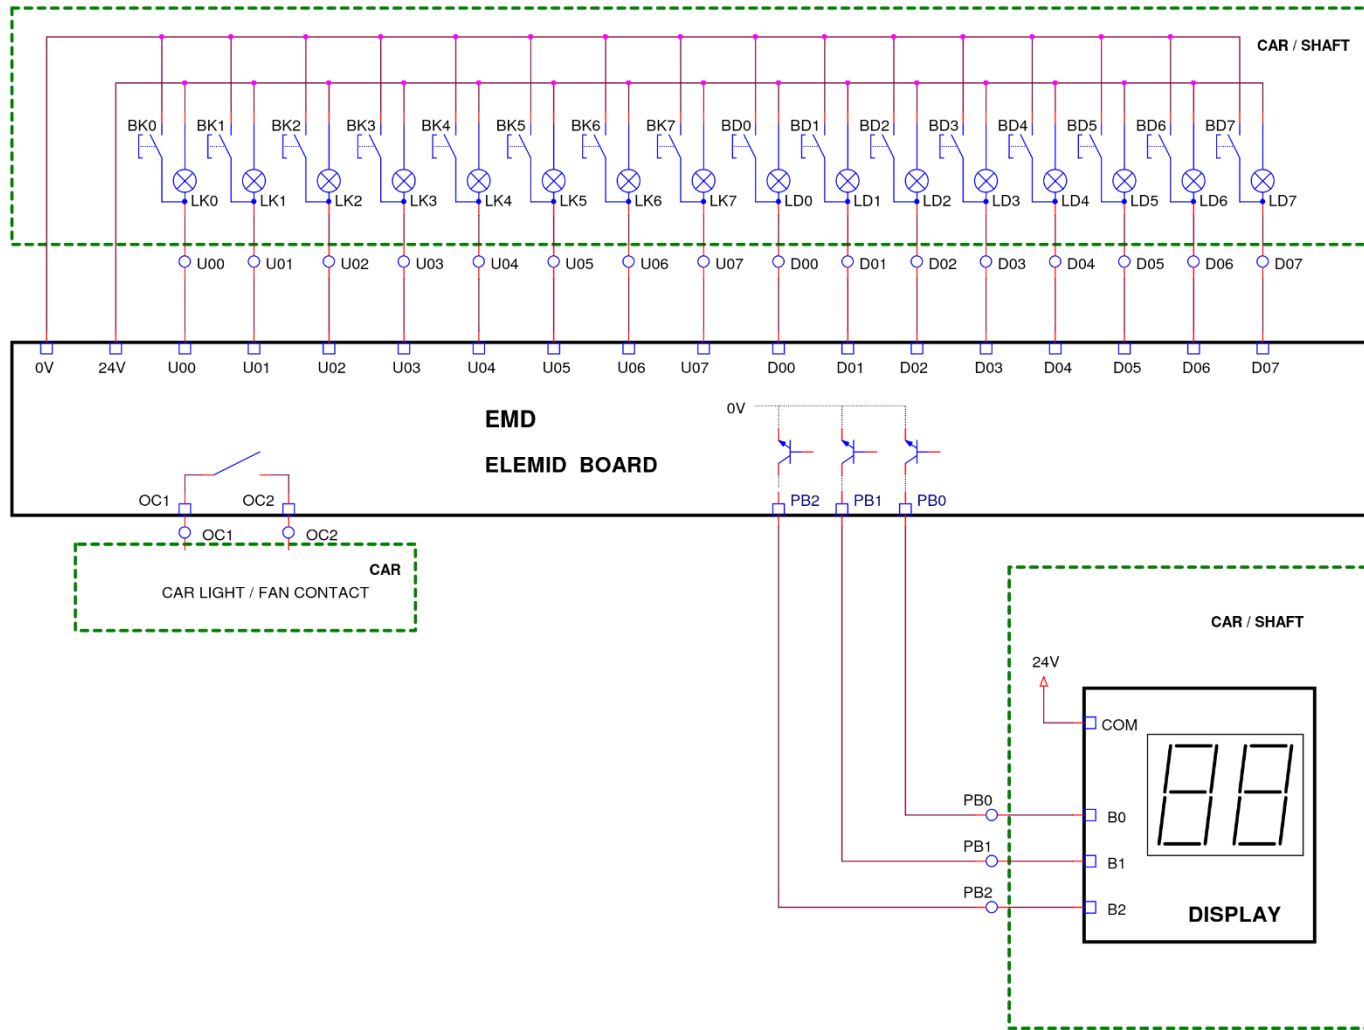 CAR / SHAFT
BK0 BK1 BK2 BK3 BK4 BK5 BK6 BK7 BD0 BD1 BD2 BD3 BD4 BD5 BD6 BD7
LK0 LK1 LK2 LK3 LK4 LK5 LK6 LK7 LD0 LD1 LD2 LD3 LD4 LD5 LD6 LD7
U00 U01 U02 U03 U04 U05 U06 U07 D00 D01 D02 D03 D04 D05 D06 D07
0V 24V U00 U01 U02 U03 U04 U05 U06 U07 D00 D01 D02 D03 D04 D05 D06 D07
0V
EMD
ELEMID BOARD
OC1 OC2 PB2 PB1 PB0
OC1 OC2
CAR
CAR LIGHT / FAN CONTACT
CAR / SHAFT
24V
COM
PB0 B0
PB1 B1
PB2 B2
DISPLAY